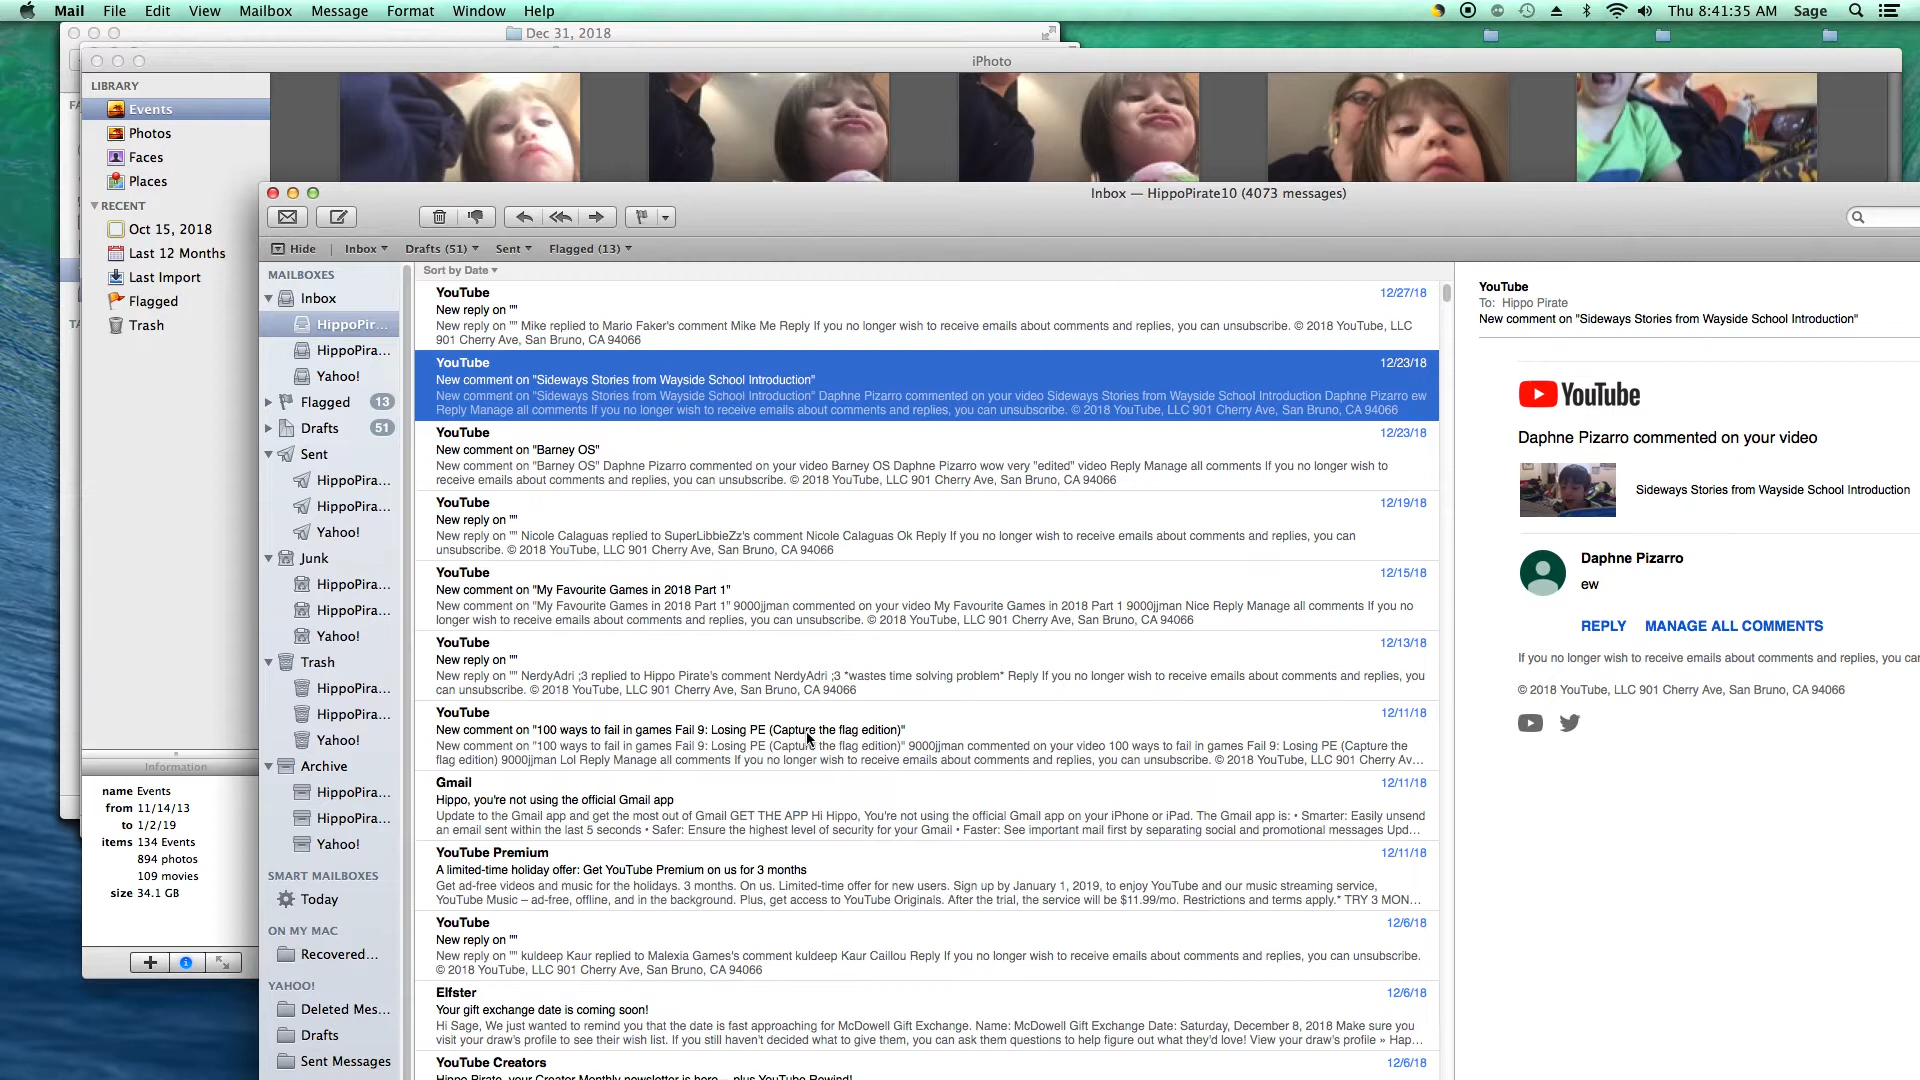 Mail File Edit View Mailbox Message Format Window Help
Thu 8:41:35 AM Sage
Dec 31, 2018
iPhoto
LIBRARY
Events
Photos
Faces
Places
RECENT
Oct 15, 2018
Last 12 Months
Last Import
Flagged
Trash
Information
name Events
from 11/14/13
to 1/2/19
items 134 Events
894 photos
109 movies
size 34.1 GB
Inbox — HippoPirate10 (4073 messages)
Hide Inbox Drafts (51) Sent Flagged (13)
MAILBOXES
Inbox
HippoPir...
HippoPira...
Yahoo!
Flagged 13
Drafts 51
Sent
HippoPira...
HippoPira...
Yahoo!
Junk
HippoPira...
HippoPira...
Yahoo!
Trash
HippoPira...
HippoPira...
Yahoo!
Archive
HippoPira...
HippoPira...
Yahoo!
SMART MAILBOXES
Today
ON MY MAC
Recovered...
YAHOO!
Deleted Mes...
Drafts
Sent Messages
Sort by Date
YouTube 12/27/18
New reply on ""
New reply on "" Mike replied to Mario Faker's comment Mike Me Reply If you no longer wish to receive emails about comments and replies, you can unsubscribe. © 2018 YouTube, LLC
901 Cherry Ave, San Bruno, CA 94066
YouTube 12/23/18
New comment on "Sideways Stories from Wayside School Introduction"
New comment on "Sideways Stories from Wayside School Introduction" Daphne Pizarro commented on your video Sideways Stories from Wayside School Introduction Daphne Pizarro ew
Reply Manage all comments If you no longer wish to receive emails about comments and replies, you can unsubscribe. © 2018 YouTube, LLC 901 Cherry Ave, San Bruno, CA 94066
YouTube 12/23/18
New comment on "Barney OS"
New comment on "Barney OS" Daphne Pizarro commented on your video Barney OS Daphne Pizarro wow very "edited" video Reply Manage all comments If you no longer wish to
receive emails about comments and replies, you can unsubscribe. © 2018 YouTube, LLC 901 Cherry Ave, San Bruno, CA 94066
YouTube 12/19/18
New reply on ""
New reply on "" Nicole Calaguas replied to SuperLibbieZz's comment Nicole Calaguas Ok Reply If you no longer wish to receive emails about comments and replies, you can
unsubscribe. © 2018 YouTube, LLC 901 Cherry Ave, San Bruno, CA 94066
YouTube 12/15/18
New comment on "My Favourite Games in 2018 Part 1"
New comment on "My Favourite Games in 2018 Part 1" 9000jjman commented on your video My Favourite Games in 2018 Part 1 9000jjman Nice Reply Manage all comments If you no
longer wish to receive emails about comments and replies, you can unsubscribe. © 2018 YouTube, LLC 901 Cherry Ave, San Bruno, CA 94066
YouTube 12/13/18
New reply on ""
New reply on "" NerdyAdri ;3 replied to Hippo Pirate's comment NerdyAdri ;3 *wastes time solving problem* Reply If you no longer wish to receive emails about comments and replies, you
can unsubscribe. © 2018 YouTube, LLC 901 Cherry Ave, San Bruno, CA 94066
YouTube 12/11/18
New comment on "100 ways to fail in games Fail 9: Losing PE (Capture the flag edition)"
New comment on "100 ways to fail in games Fail 9: Losing PE (Capture the flag edition)" 9000jjman commented on your video 100 ways to fail in games Fail 9: Losing PE (Capture the
flag edition) 9000jjman Lol Reply Manage all comments If you no longer wish to receive emails about comments and replies, you can unsubscribe. © 2018 YouTube, LLC 901 Cherry Av...
Gmail 12/11/18
Hippo, you're not using the official Gmail app
Update to the Gmail app and get the most out of Gmail GET THE APP Hi Hippo, You're not using the official Gmail app on your iPhone or iPad. The Gmail app is: • Smarter: Easily unsend
an email sent within the last 5 seconds • Safer: Ensure the highest level of security for your Gmail • Faster: See important mail first by separating social and promotional messages Upd...
YouTube Premium 12/11/18
A limited-time holiday offer: Get YouTube Premium on us for 3 months
Get ad-free videos and music for the holidays. 3 months. On us. Limited-time offer for new users. Sign up by January 1, 2019, to enjoy YouTube and our music streaming service,
YouTube Music – ad-free, offline, and in the background. Plus, get access to YouTube Originals. After the trial, the service will be $11.99/mo. Restrictions and terms apply.* TRY 3 MON...
YouTube 12/6/18
New reply on ""
New reply on "" kuldeep Kaur replied to Malexia Games's comment kuldeep Kaur Caillou Reply If you no longer wish to receive emails about comments and replies, you can unsubscribe.
© 2018 YouTube, LLC 901 Cherry Ave, San Bruno, CA 94066
Elfster 12/6/18
Your gift exchange date is coming soon!
Hi Sage, We just wanted to remind you that the date is fast approaching for McDowell Gift Exchange. Name: McDowell Gift Exchange Date: Saturday, December 8, 2018 Make sure you
visit your draw's profile to see their wish list. If you still haven't decided what to give them, you can ask them questions to help figure out what they'd love! View your draw's profile » Hap...
YouTube Creators 12/6/18
Hippo Pirate, your Creator Monthly newsletter is here -- plus YouTube Rewind!
YouTube
To: Hippo Pirate
New comment on "Sideways Stories from Wayside School Introduction"
YouTube
Daphne Pizarro commented on your video
Sideways Stories from Wayside School Introduction
Daphne Pizarro
ew
REPLY MANAGE ALL COMMENTS
If you no longer wish to receive emails about comments and replies, you can
© 2018 YouTube, LLC 901 Cherry Ave, San Bruno, CA 94066